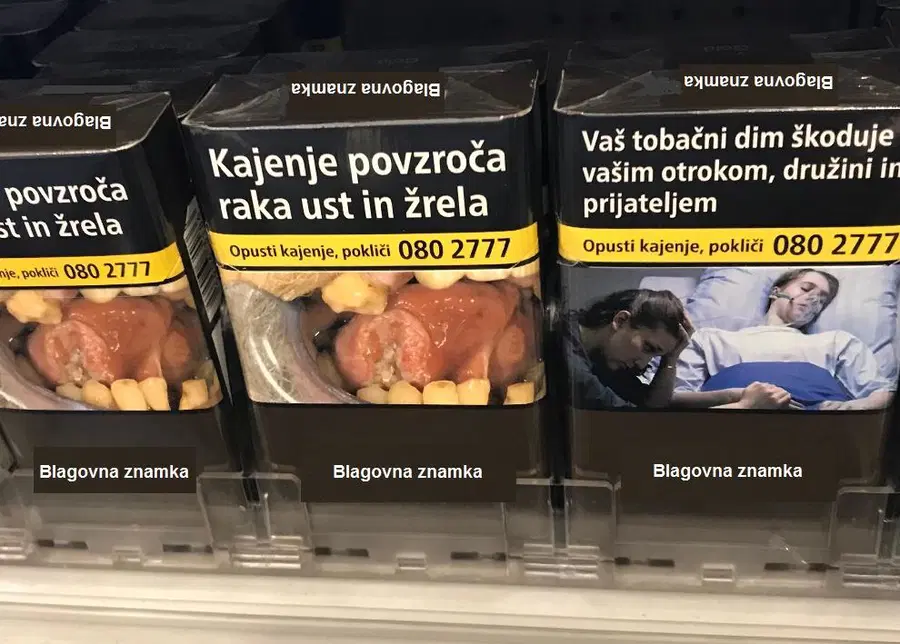 Blagovna znamka
povzroča
ust in žrela
pokliči 080 2777
Blagovna znamka
Blagovna znamka
Kajenje povzroča
raka ust in žrela
Opusti kajenje, pokliči 080 2777
Blagovna znamka
Blagovna znamka
Vaš tobačni dim škoduje
vašim otrokom, družini in
prijateljem
Opusti kajenje, pokliči 080 2777
Blagovna znamka